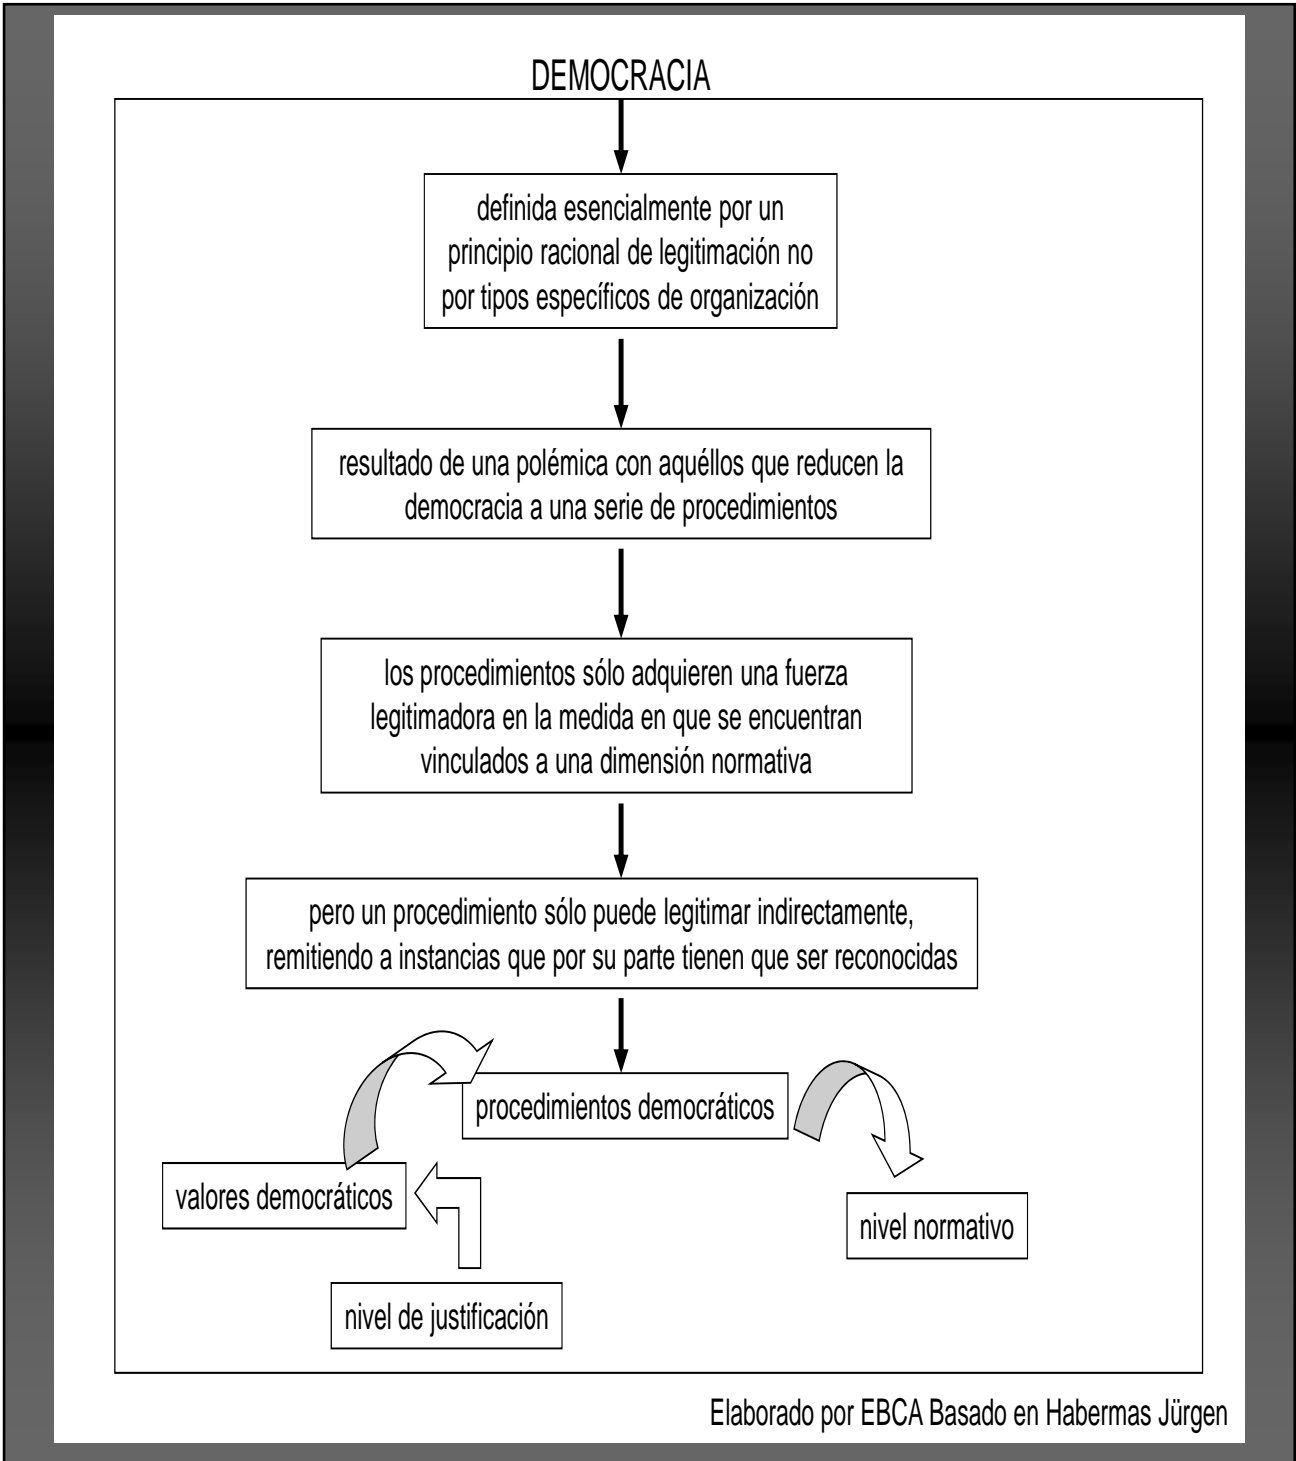 DEMOCRACIA
definida esencialmente por un
principio racional de legitimación no
por tipos específicos de organización
resultado de una polémica con aquéllos que reducen la
democracia a una serie de procedimientos
los procedimientos sólo adquieren una fuerza
legitimadora en la medida en que se encuentran
vinculados a una dimensión normativa
pero un procedimiento sólo puede legitimar indirectamente,
remitiendo a instancias que por su parte tienen que ser reconocidas
procedimientos democráticos
valores democráticos
nivel normativo
nivel de justificación
Elaborado por EBCA Basado en Habermas Jürgen